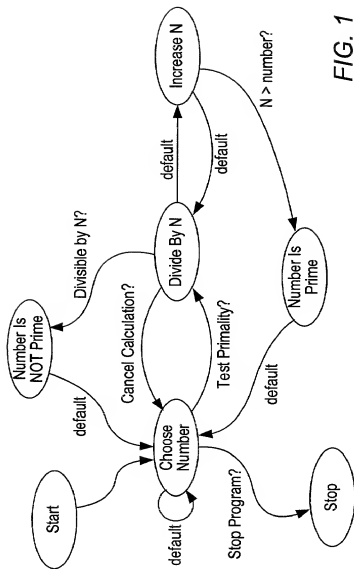 Start
default
Choose
Number
Stop Program?
Stop
Number Is
NOT Prime
default
Divisible by N?
Cancel Calculation?
Test Primality?
Divide By N
default
default
Increase N
N > number?
Number Is
Prime
default
FIG. 1